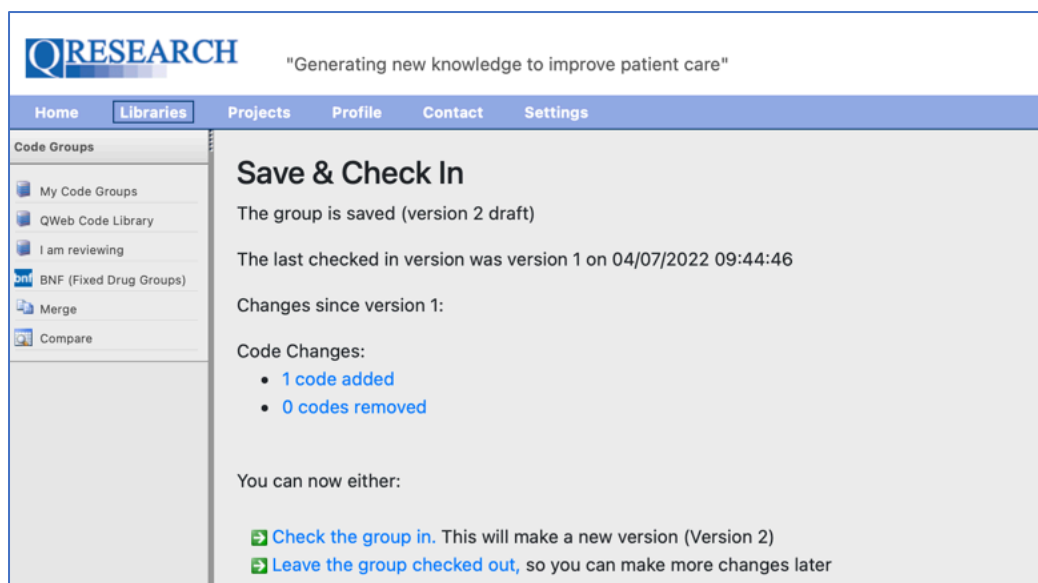 QRESEARCH
"Generating new knowledge to improve patient care"
Home Libraries Projects Profile Contact Settings
Code Groups
My Code Groups
QWeb Code Library
I am reviewing
bnf BNF (Fixed Drug Groups)
Merge
Compare
Save & Check In
The group is saved (version 2 draft)
The last checked in version was version 1 on 04/07/2022 09:44:46
Changes since version 1:
Code Changes:
• 1 code added
• 0 codes removed
You can now either:
Check the group in. This will make a new version (Version 2)
Leave the group checked out, so you can make more changes later